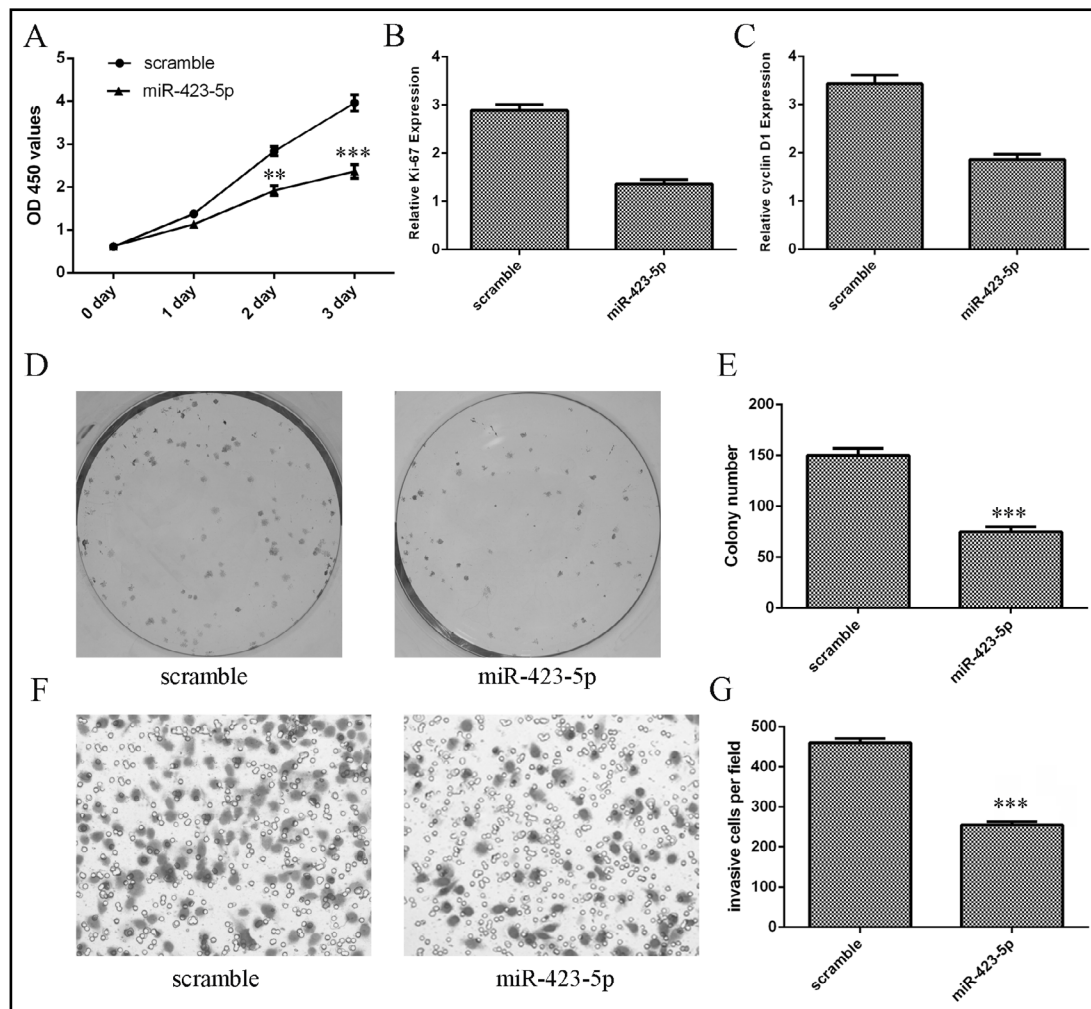 A
scramble
miR-423-5p
OD 450 values
5
4
3
2
1
0
**
***
0 day
1 day
2 day
3 day
B
Relative Ki-67 Expression
4
3
2
1
0
scramble
miR-423-5p
C
Relative cyclin D1 Expression
4
3
2
1
0
scramble
miR-423-5p
D
scramble
miR-423-5p
E
Colony number
200
150
100
50
0
***
scramble
miR-423-5p
F
scramble
miR-423-5p
G
invasive cells per field
500
400
300
200
100
0
***
scramble
miR-423-5p